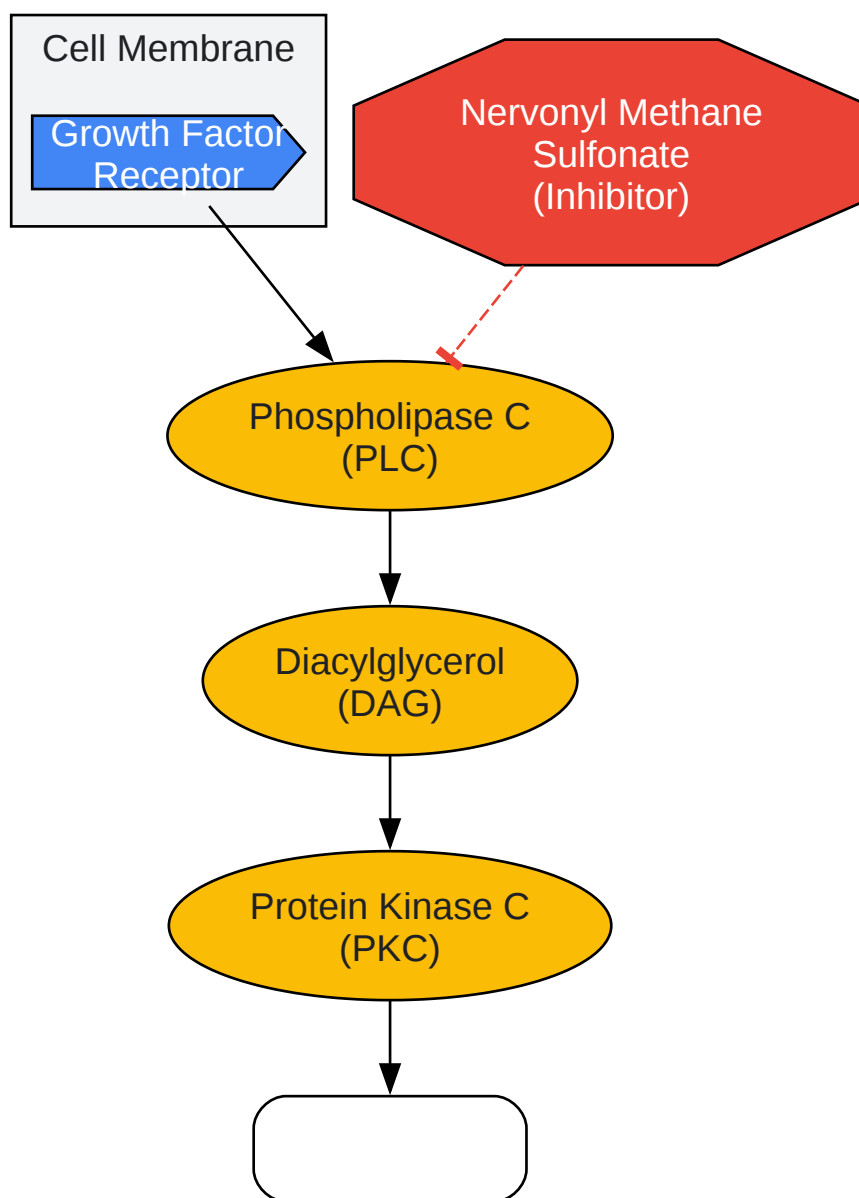 Cell Membrane
Growth Factor
Receptor
Nervonyl Methane
Sulfonate
(Inhibitor)
Phospholipase C
(PLC)
Diacylglycerol
(DAG)
Protein Kinase C
(PKC)